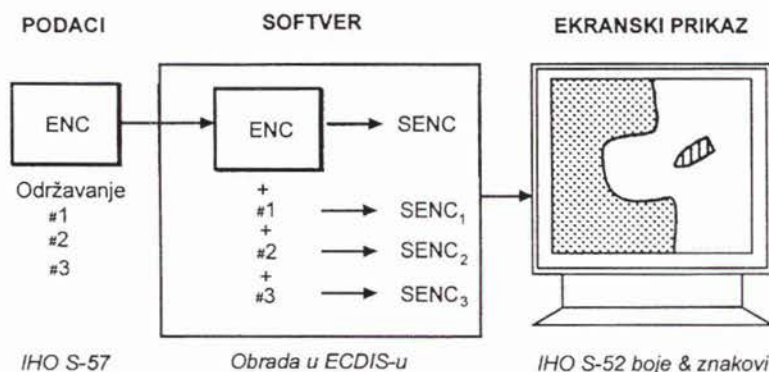 PODACI
SOFTVER
EKRANSKI PRIKAZ
ENC
ENC
SENC
Održavanje
#1
#2
#3
+
#1
SENC₁
+
#2
SENC₂
+
#3
SENC₃
IHO S-57
Obrada u ECDIS-u
IHO S-52 boje & znakovi